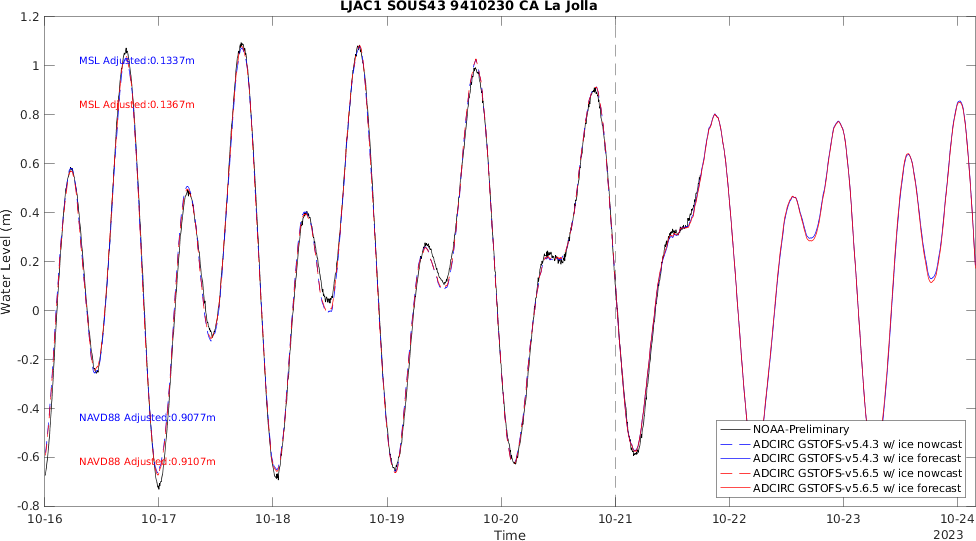 LJAC1 SOUS43 9410230 CA La Jolla
1.2
1
0.8
0.6
0.4
0.2
0
-0.2
-0.4
-0.6
-0.8
Water Level (m)
MSL Adjusted:0.1337m
MSL Adjusted:0.1367m
NAVD88 Adjusted:0.9077m
NAVD88 Adjusted:0.9107m
NOAA-Preliminary
ADCIRC GSTOFS-v5.4.3 w/ ice nowcast
ADCIRC GSTOFS-v5.4.3 w/ ice forecast
ADCIRC GSTOFS-v5.6.5 w/ ice nowcast
ADCIRC GSTOFS-v5.6.5 w/ ice forecast
10-16 10-17 10-18 10-19 10-20 10-21 10-22 10-23 10-24
Time
2023